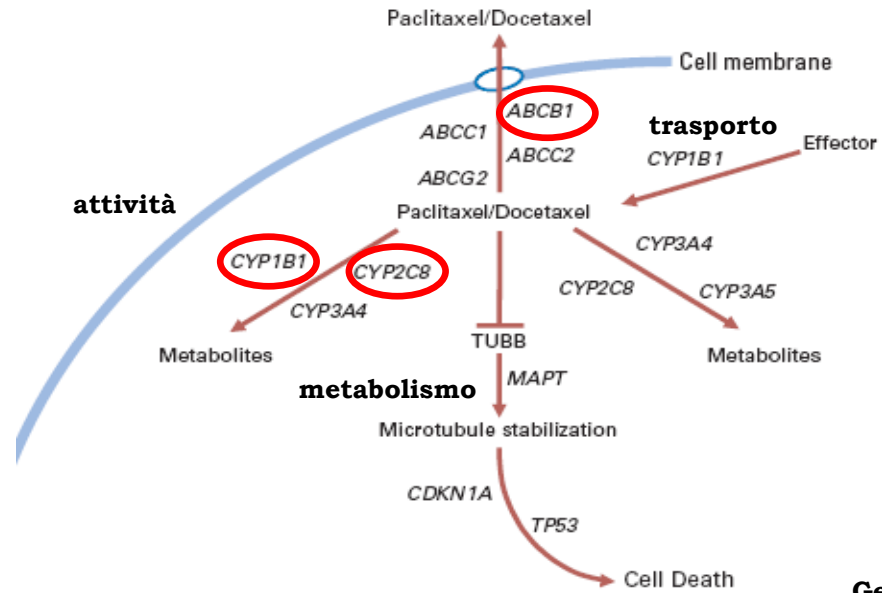 Paclitaxel/Docetaxel
Cell membrane
ABCB1
ABCC1
trasporto
Effector
ABCC2
CYP1B1
ABCG2
attività
Paclitaxel/Docetaxel
CYP1B1
CYP2C8
CYP3A4
CYP3A4
CYP2C8
CYP3A5
TUBB
Metabolites
Metabolites
metabolismo
MAPT
Microtubule stabilization
CDKN1A
TP53
Cell Death
Ge